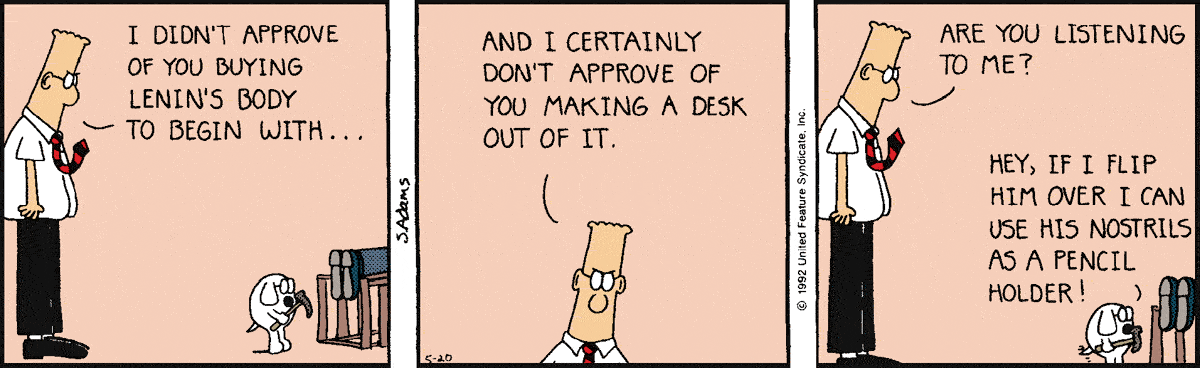 I DIDN'T APPROVE
OF YOU BUYING
LENIN'S BODY
TO BEGIN WITH...
S.Adams
AND I CERTAINLY
DON'T APPROVE OF
YOU MAKING A DESK
OUT OF IT.
5-20
© 1992 United Feature Syndicate, Inc.
ARE YOU LISTENING
TO ME?
HEY, IF I FLIP
HIM OVER I CAN
USE HIS NOSTRILS
AS A PENCIL
HOLDER!